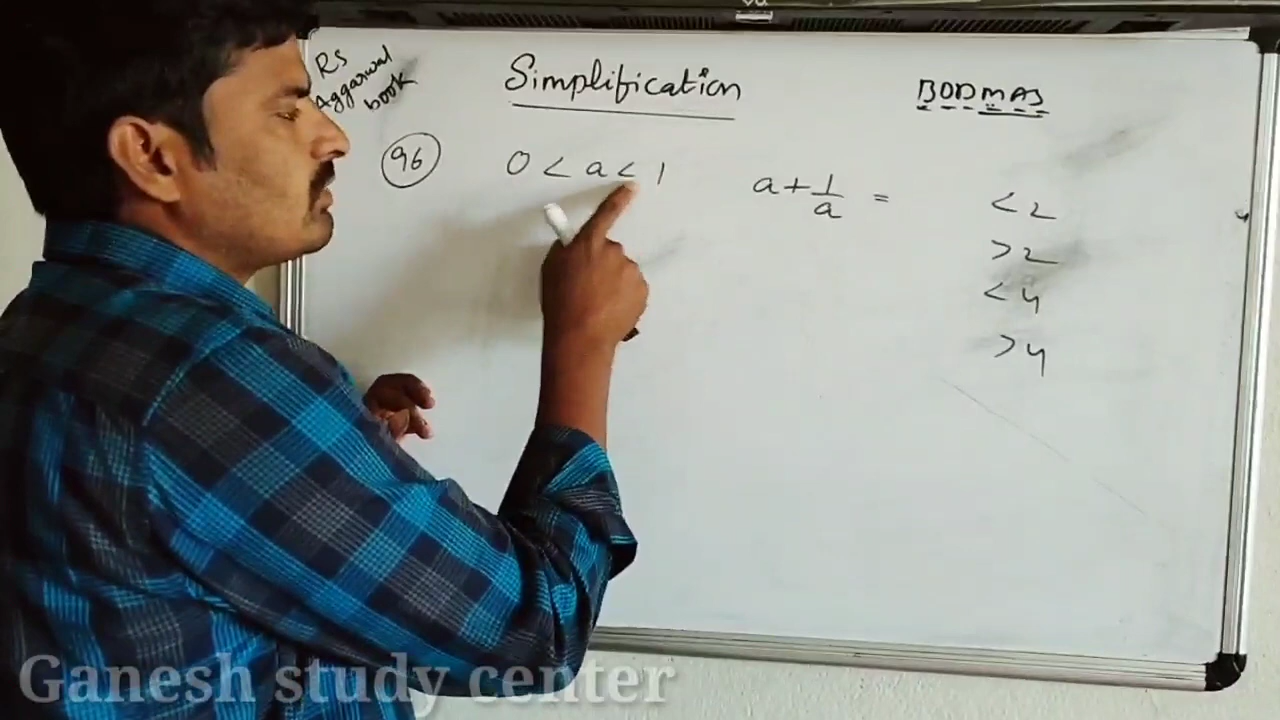 RS
Aggarwal
book
Simplification
BODMAS
96
0 < a < 1
a + 1/a =
< 2
> 2
< 4
> 4
Ganesh study center